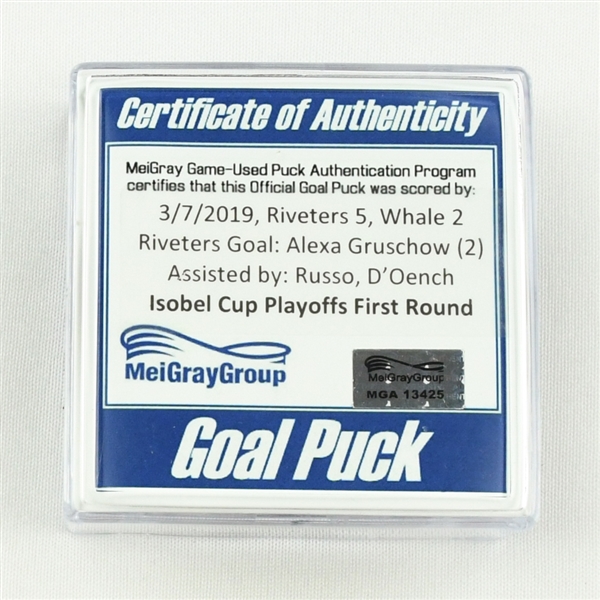 Certificate of Authenticity
MeiGray Game-Used Puck Authentication Program
certifies that this Official Goal Puck was scored by:
3/7/2019, Riveters 5, Whale 2
Riveters Goal: Alexa Gruschow (2)
Assisted by: Russo, D'Oench
Isobel Cup Playoffs First Round
MeiGrayGroup
MeiGrayGroup
MGA 13425
Goal Puck